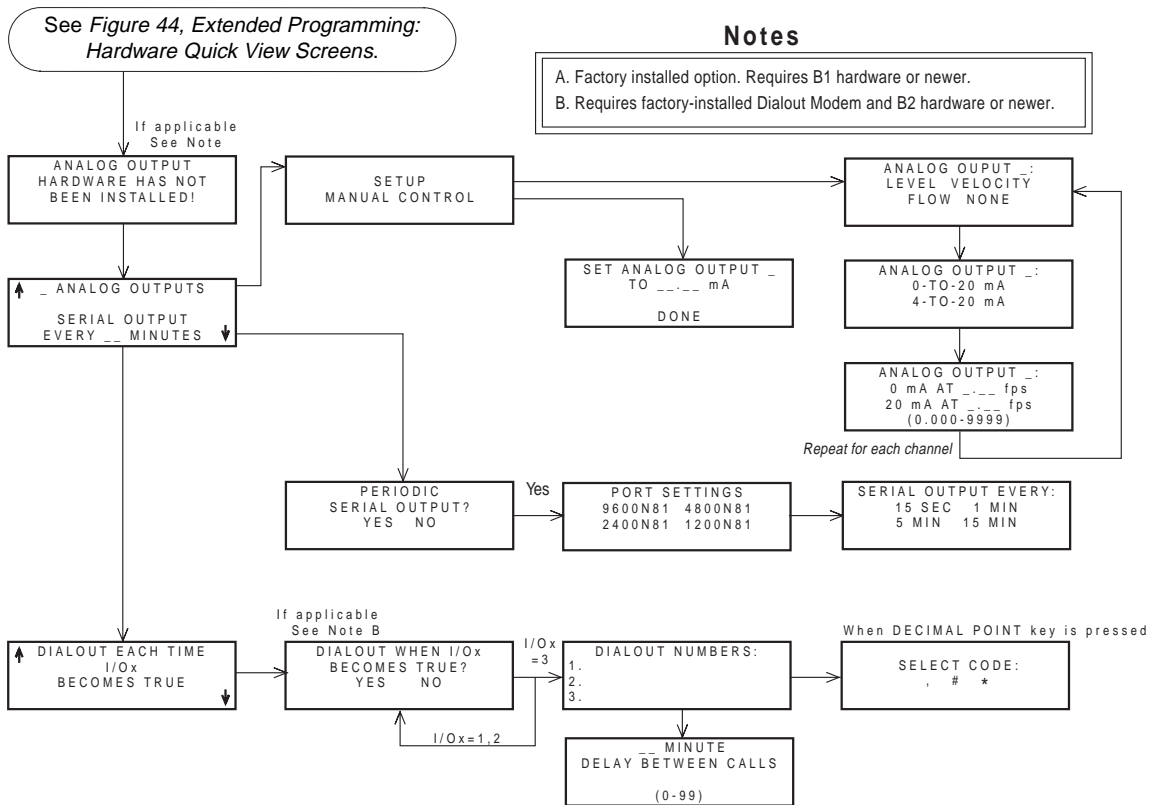 See Figure 44, Extended Programming:
Hardware Quick View Screens.
Notes
A. Factory installed option. Requires B1 hardware or newer.
B. Requires factory-installed Dialout Modem and B2 hardware or newer.
If applicable
See Note
ANALOG OUTPUT
HARDWARE HAS NOT
BEEN INSTALLED!
SETUP
MANUAL CONTROL
ANALOG OUPUT _:
LEVEL VELOCITY
FLOW NONE
SET ANALOG OUTPUT _
TO __.__ mA
DONE
ANALOG OUTPUT _:
0-TO-20 mA
4-TO-20 mA
_ ANALOG OUTPUTS
SERIAL OUTPUT
EVERY __ MINUTES
ANALOG OUTPUT _:
0 mA AT _.__ fps
20 mA AT _.__ fps
(0.000-9999)
Repeat for each channel
PERIODIC
SERIAL OUTPUT?
YES NO
Yes
PORT SETTINGS
9600N81 4800N81
2400N81 1200N81
SERIAL OUTPUT EVERY:
15 SEC 1 MIN
5 MIN 15 MIN
DIALOUT EACH TIME
I/Ox
BECOMES TRUE
If applicable
See Note B
DIALOUT WHEN I/Ox
BECOMES TRUE?
YES NO
I/Ox
=3
I/Ox=1,2
DIALOUT NUMBERS:
1.
2.
3.
When DECIMAL POINT key is pressed
SELECT CODE:
, # *
__ MINUTE
DELAY BETWEEN CALLS
(0-99)